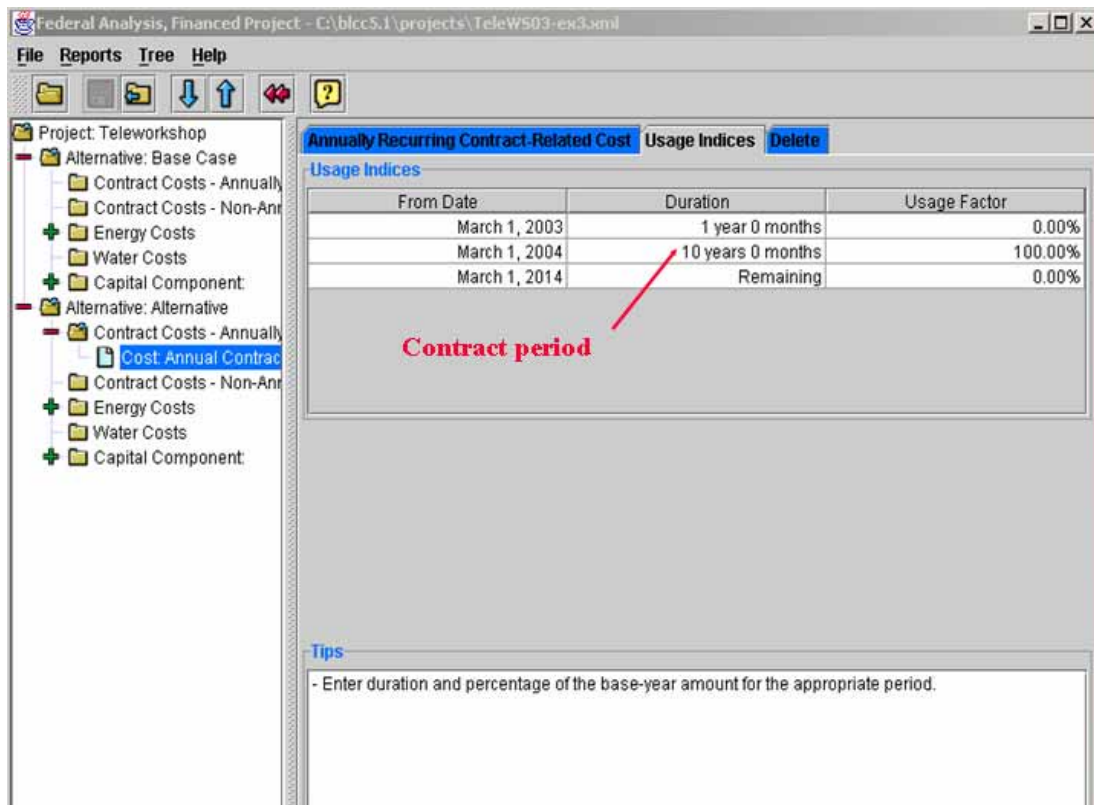 Federal Analysis, Financed Project - C:\blcc5.1\projects\TeleWS03-ex3.xml
File Reports Tree Help
Project: Teleworkshop
Alternative: Base Case
Contract Costs - Annually
Contract Costs - Non-Anr
Energy Costs
Water Costs
Capital Component:
Alternative: Alternative
Contract Costs - Annually
Cost: Annual Contrac
Contract Costs - Non-Anr
Energy Costs
Water Costs
Capital Component:
Annually Recurring Contract-Related Cost Usage Indices Delete
Usage Indices
From Date Duration Usage Factor
March 1, 2003 1 year 0 months 0.00%
March 1, 2004 10 years 0 months 100.00%
March 1, 2014 Remaining 0.00%
Contract period
Tips
- Enter duration and percentage of the base-year amount for the appropriate period.